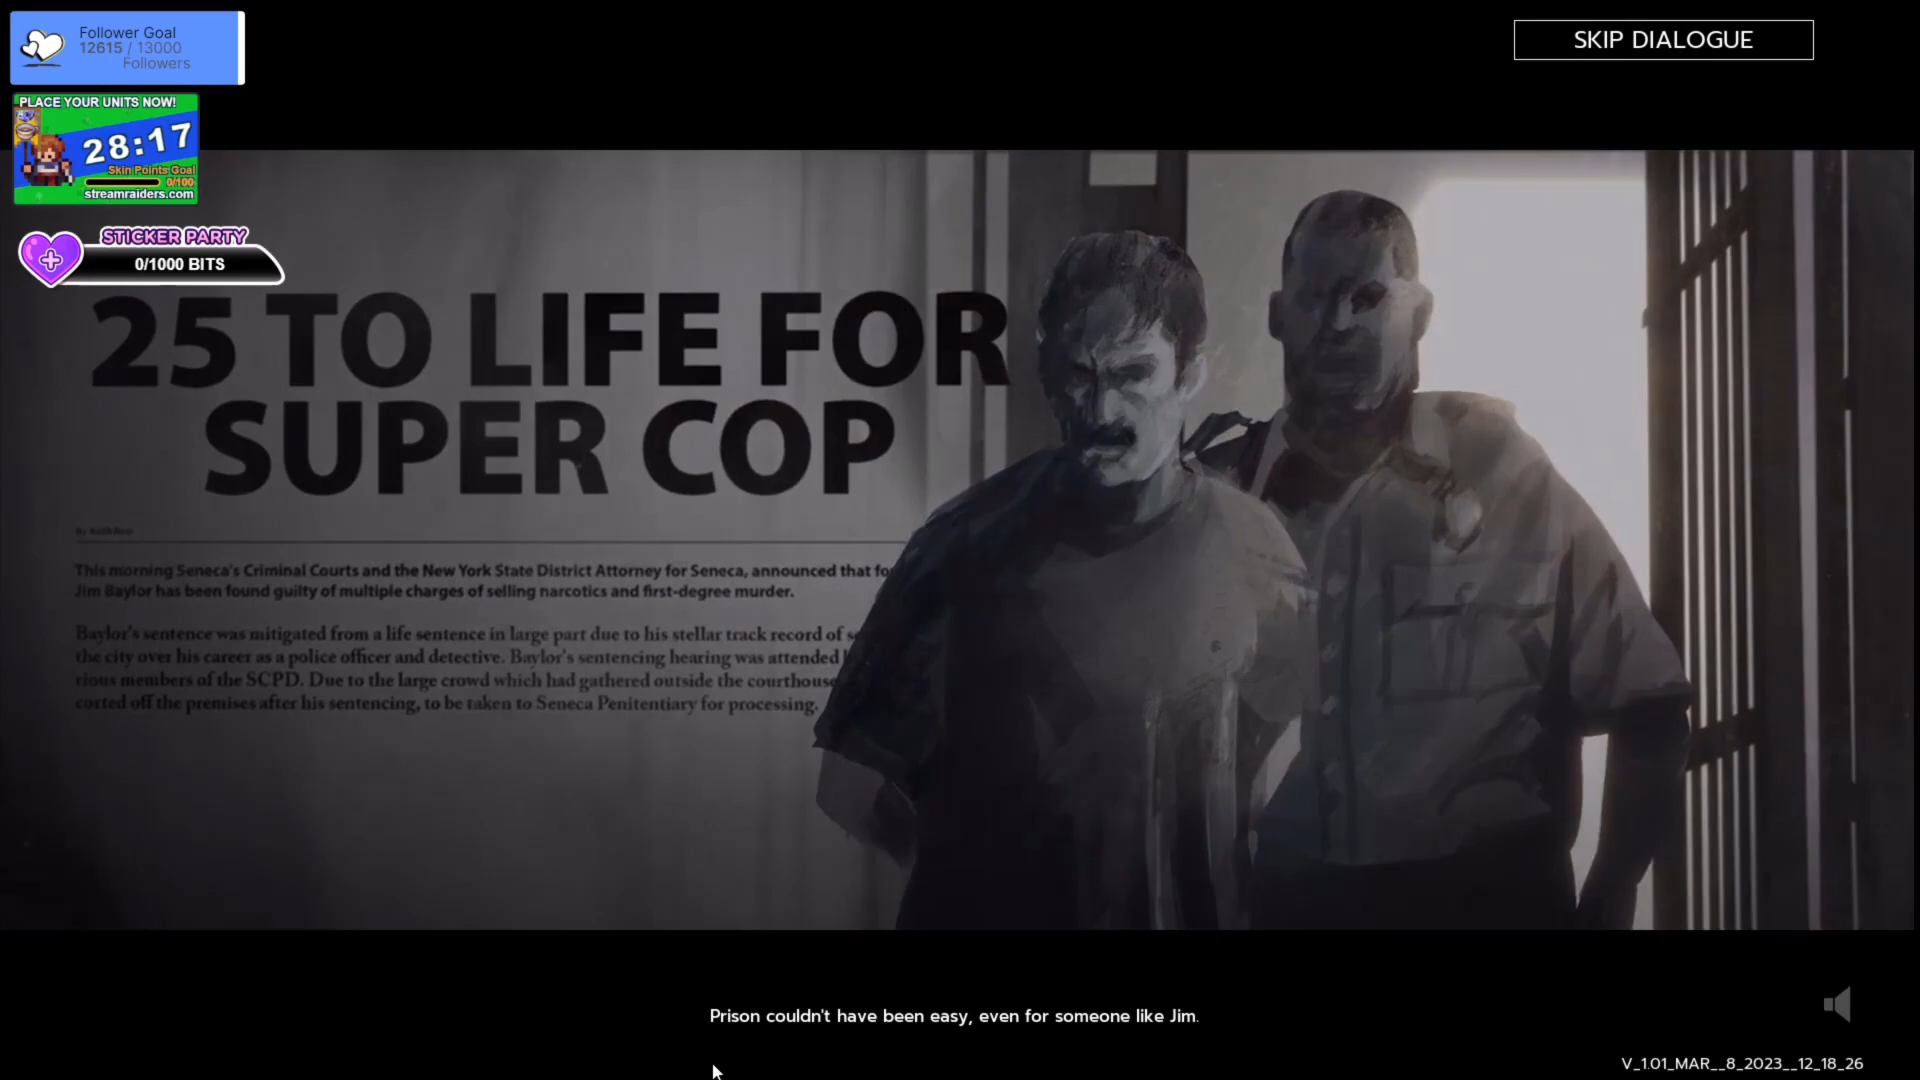 Follower Goal
12615 / 13000
Followers
SKIP DIALOGUE
PLACE YOUR UNITS NOW!
28:17
Skin Points Goal
0/100
streamraiders.com
STICKER PARTY
0/1000 BITS
25 TO LIFE FOR
SUPER COP
This morning Seneca's Criminal Courts and the New York State District Attorney for Seneca, announced that
Jim Baylor has been found guilty of multiple charges of selling narcotics and first-degree murder.
Baylor's sentence was mitigated from a life sentence in large part due to his stellar track record of
the city over his career as a police officer and detective. Baylor's sentencing hearing was attended
rious members of the SCPD. Due to the large crowd which had gathered outside the courthouse
corted off the premises after his sentencing, to be taken to Seneca Penitentiary for processing.
Prison couldn't have been easy, even for someone like Jim.
V_1.01_MAR__8_2023__12_18_26